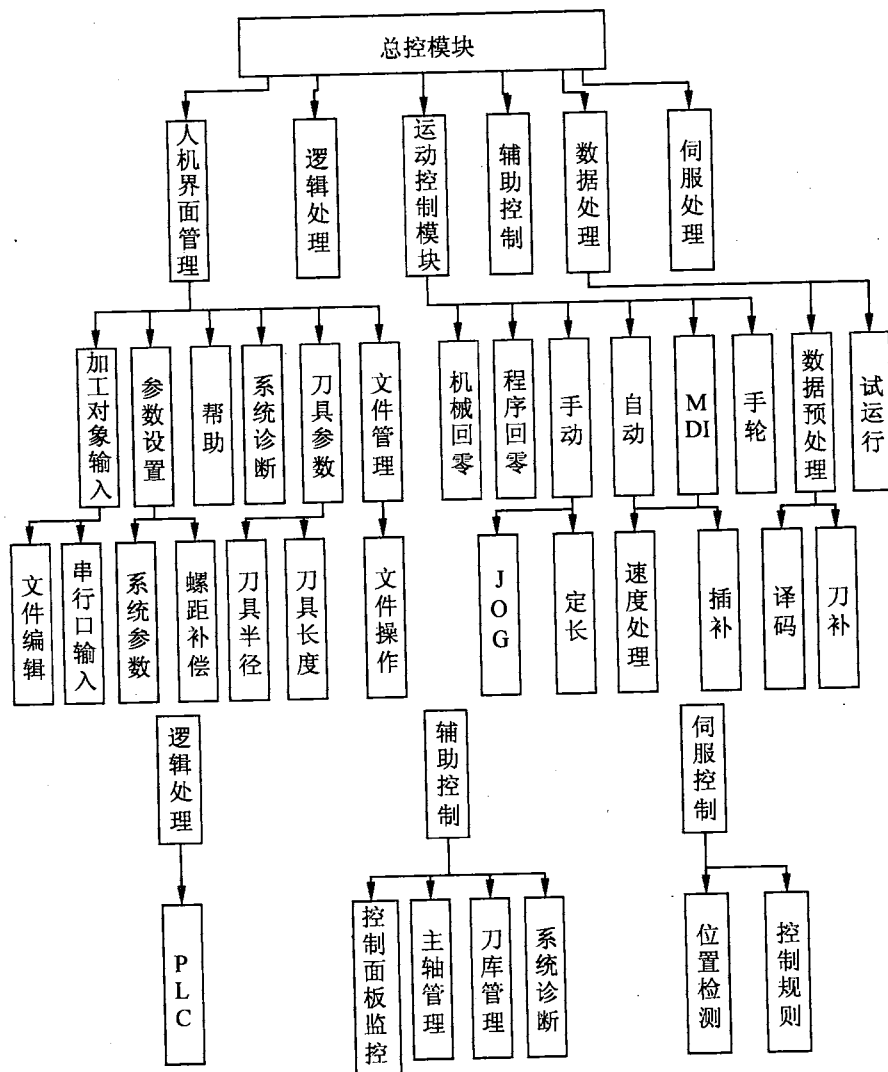 总控模块
人机界面管理
逻辑处理
运动控制模块
辅助控制
数据处理
伺服处理
加工对象输入
参数设置
帮助
系统诊断
刀具参数
文件管理
机械回零
程序回零
手动
自动
MDI
手轮
数据预处理
试运行
文件编辑
串行口输入
系统参数
螺距补偿
刀具半径
刀具长度
文件操作
JOG
定长
速度处理
插补
译码
刀补
逻辑处理
辅助控制
伺服控制
PLC
控制面板监控
主轴管理
刀库管理
系统诊断
位置检测
控制规则